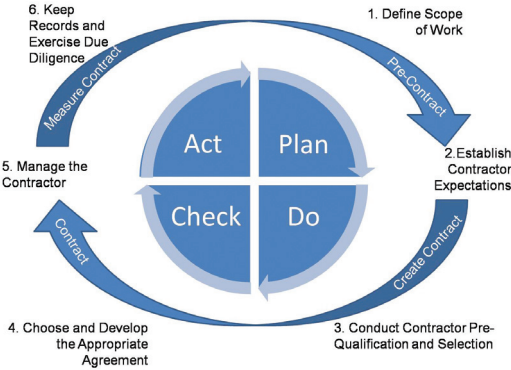 6. Keep
Records and
Exercise Due
Diligence
1. Define Scope
of Work
Measure Contract
Pre-Contract
Act
Plan
5. Manage the
Contractor
2.Establish
Contractor
Expectations
Check
Do
Contract
Create Contract
4. Choose and Develop
the Appropriate
Agreement
3. Conduct Contractor Pre-
Qualification and Selection